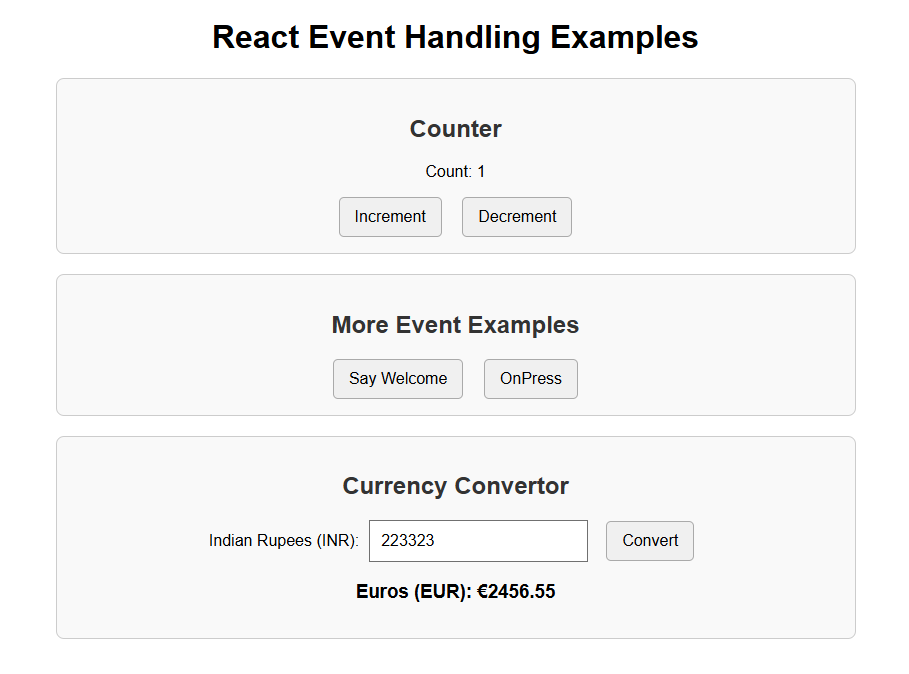 React Event Handling Examples
Counter
Count: 1
Increment Decrement
More Event Examples
Say Welcome OnPress
Currency Convertor
Indian Rupees (INR): 223323 Convert
Euros (EUR): €2456.55